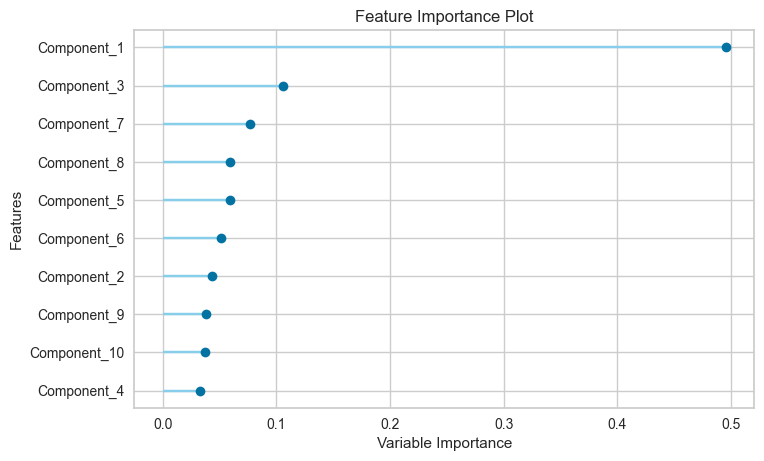 Feature Importance Plot
Component_1
Component_3
Component_7
Component_8
Component_5
Component_6
Component_2
Component_9
Component_10
Component_4
Features
0.0 0.1 0.2 0.3 0.4 0.5
Variable Importance